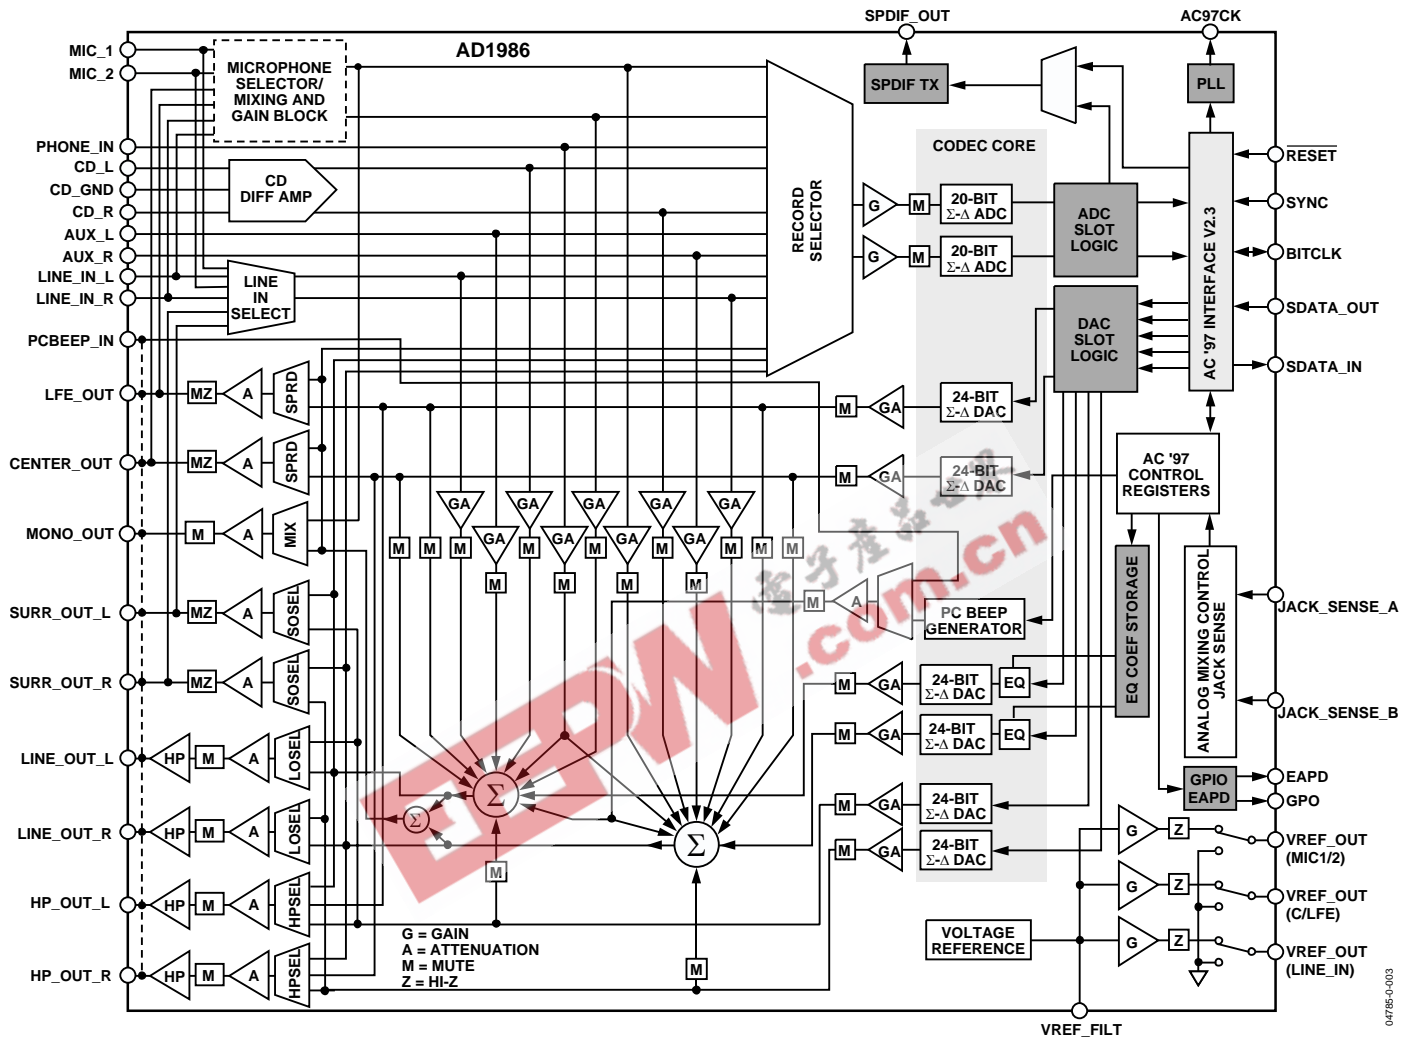 SPDIF_OUT
AC97CK
AD1986
MIC_1
MIC_2
MICROPHONE
SELECTOR/
MIXING AND
GAIN BLOCK
SPDIF TX
PLL
PHONE_IN
CD_L
CD_GND
CD_R
CD
DIFF AMP
AUX_L
AUX_R
LINE_IN_L
LINE_IN_R
LINE
IN
SELECT
PCBEEP_IN
RECORD
SELECTOR
G
M
G
M
CODEC CORE
20-BIT
Σ-Δ ADC
20-BIT
Σ-Δ ADC
ADC
SLOT
LOGIC
DAC
SLOT
LOGIC
AC '97 INTERFACE V2.3
RESET
SYNC
BITCLK
SDATA_OUT
SDATA_IN
LFE_OUT
MZ
A
SPRD
M
GA
24-BIT
Σ-Δ DAC
CENTER_OUT
MZ
A
SPRD
M
GA
24-BIT
Σ-Δ DAC
AC '97
CONTROL
REGISTERS
MONO_OUT
M
A
MIX
GA
GA
GA
GA
GA
GA
GA
GA
GA
M
M
M
M
M
M
M
M
M
M
M
M
M
SURR_OUT_L
MZ
A
SOSEL
M
A
PC BEEP
GENERATOR
EQ COEF STORAGE
ANALOG MIXING CONTROL
JACK SENSE
JACK_SENSE_A
JACK_SENSE_B
SURR_OUT_R
MZ
A
SOSEL
M
GA
24-BIT
Σ-Δ DAC
EQ
M
GA
24-BIT
Σ-Δ DAC
EQ
LINE_OUT_L
HP
M
A
LOSEL
Σ
Σ
Σ
M
GA
24-BIT
Σ-Δ DAC
GPIO
EAPD
EAPD
GPO
LINE_OUT_R
HP
M
A
LOSEL
M
GA
24-BIT
Σ-Δ DAC
G
Z
VREF_OUT
(MIC1/2)
HP_OUT_L
HP
M
A
HPSEL
M
G
Z
VREF_OUT
(C/LFE)
HP_OUT_R
HP
M
A
HPSEL
G = GAIN
A = ATTENUATION
M = MUTE
Z = HI-Z
M
VOLTAGE
REFERENCE
G
Z
VREF_OUT
(LINE_IN)
VREF_FILT
04785-0-003
EEPW
.com.cn
電子產品世界